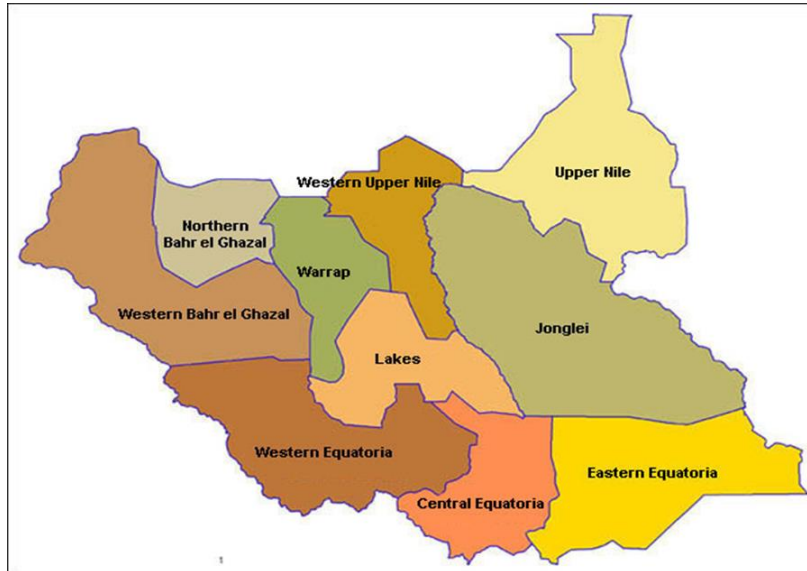 Upper Nile
Western Upper Nile
Northern
Bahr el Ghazal
Warrap
Western Bahr el Ghazal
Jonglei
Lakes
Western Equatoria
Eastern Equatoria
Central Equatoria
1